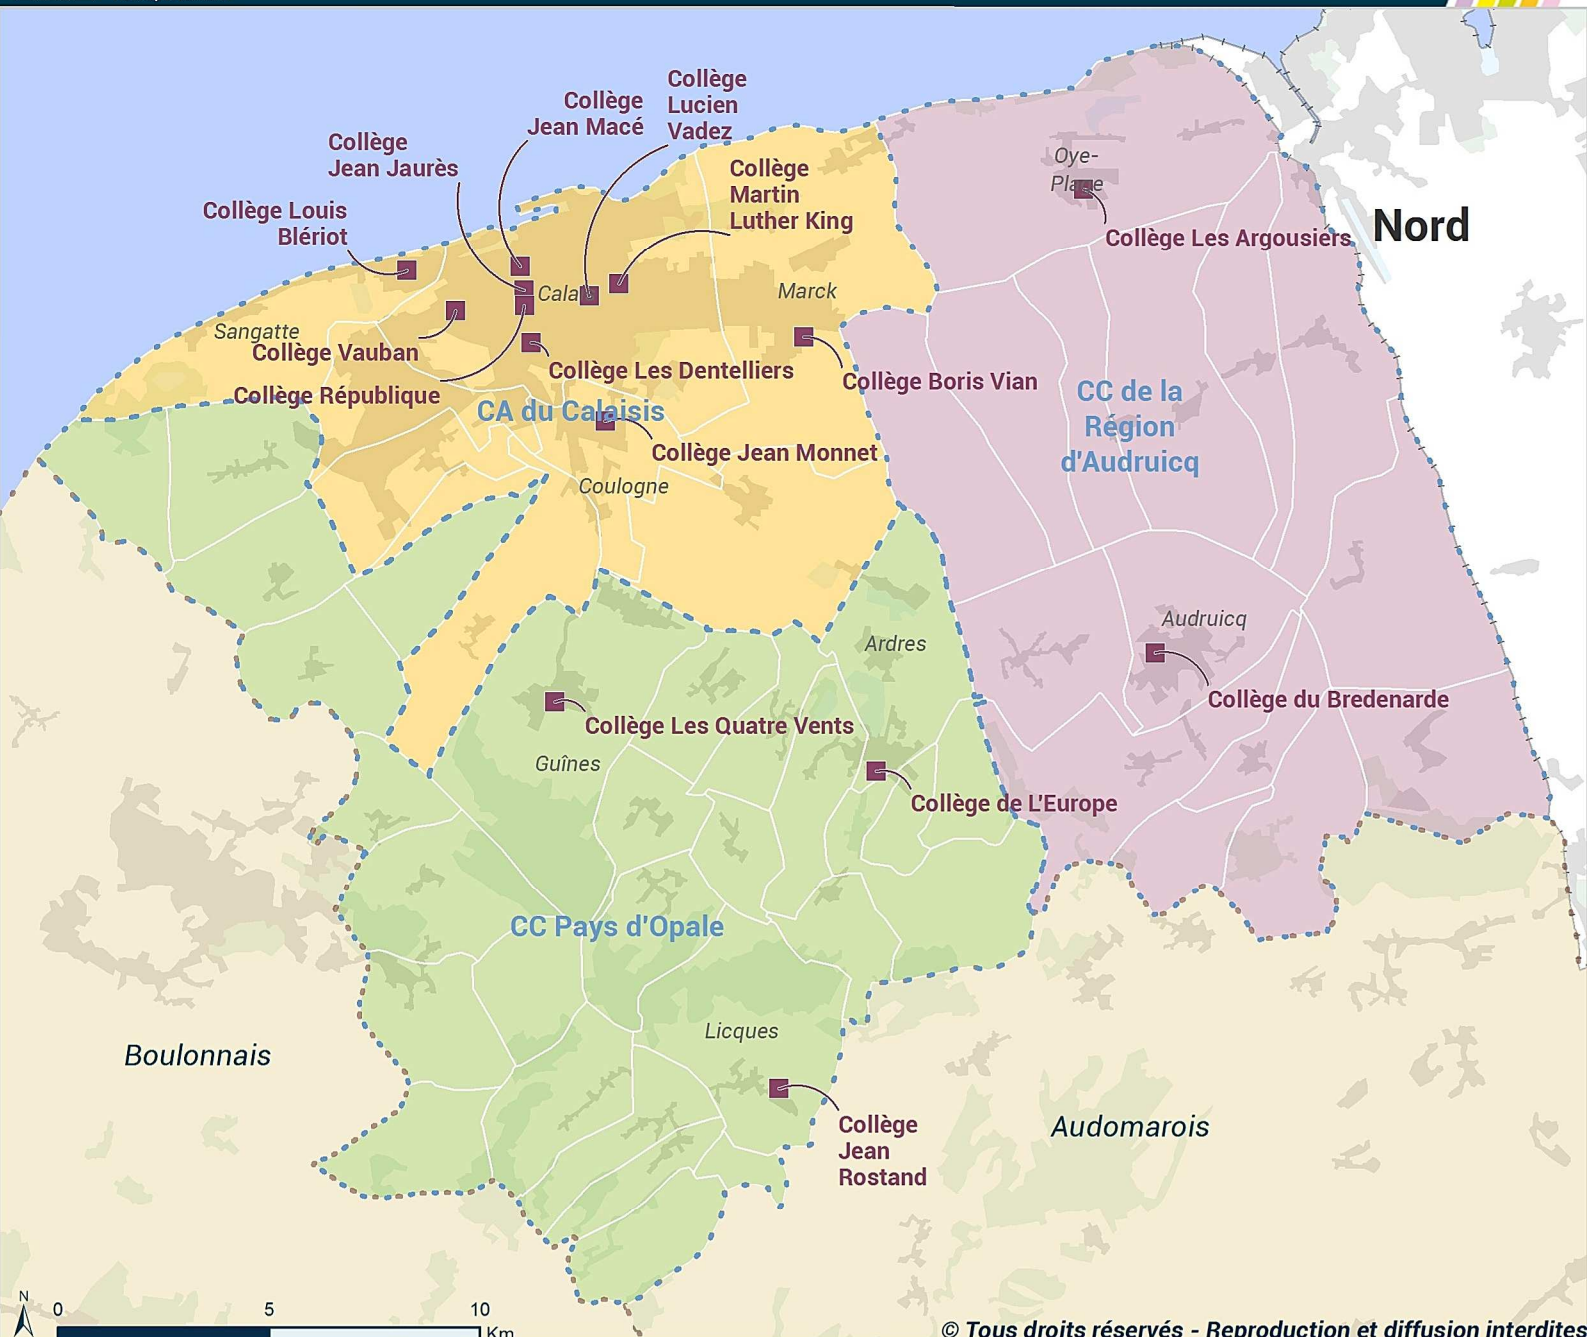 Collège
Lucien
Vadez
Collège
Jean Macé
Collège
Jean Jaurès
Collège
Martin
Luther King
Collège Louis
Blériot
Oye-
Plage
Collège Les Argousiers
Nord
Calais
Marck
Sangatte
Collège Vauban
Collège Les Dentelliers
Collège Boris Vian
Collège République
CA du Calaisis
CC de la
Région
d'Audruicq
Collège Jean Monnet
Coulogne
Audruicq
Ardres
Collège du Bredenarde
Collège Les Quatre Vents
Guînes
Collège de L'Europe
CC Pays d'Opale
Licques
Boulonnais
Collège
Jean
Rostand
Audomarois
N
0 5 10
Km
© Tous droits réservés - Reproduction et diffusion interdites